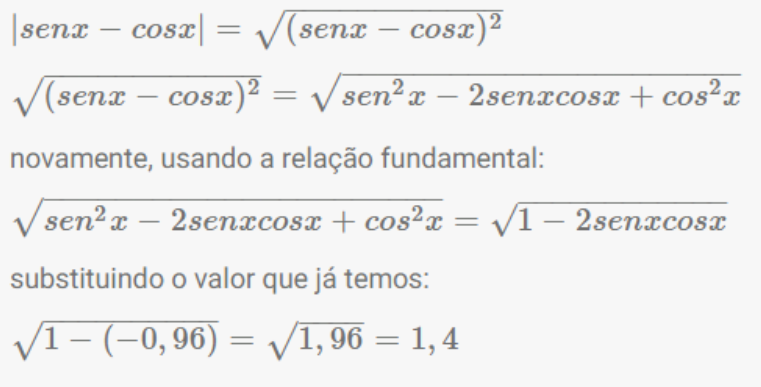 |senx − cosx| = √(senx − cosx)²
√(senx − cosx)² = √sen²x − 2senxcosx + cos²x
novamente, usando a relação fundamental:
√sen²x − 2senxcosx + cos²x = √1 − 2senxcosx
substituindo o valor que já temos:
√1 − (−0, 96) = √1, 96 = 1, 4